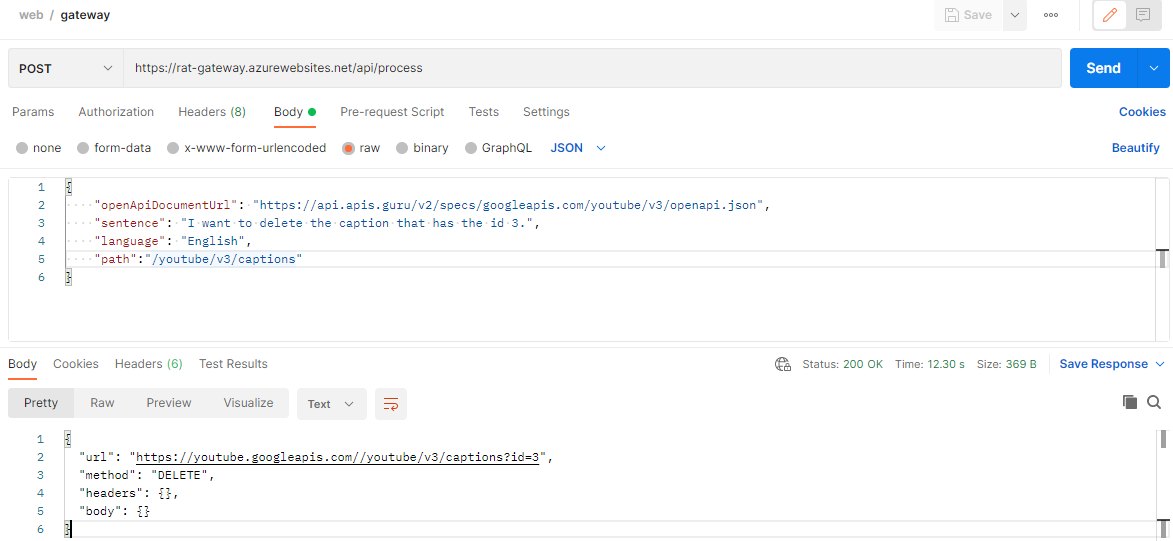 web / gateway
Save
POST
https://rat-gateway.azurewebsites.net/api/process
Send
Params Authorization Headers (8) Body Pre-request Script Tests Settings Cookies
none form-data x-www-form-urlencoded raw binary GraphQL JSON Beautify
1 {
2 "openApiDocumentUrl": "https://api.apis.guru/v2/specs/googleapis.com/youtube/v3/openapi.json",
3 "sentence": "I want to delete the caption that has the id 3.",
4 "language": "English",
5 "path":"/youtube/v3/captions"
6 }
Body Cookies Headers (6) Test Results Status: 200 OK Time: 12.30 s Size: 369 B Save Response
Pretty Raw Preview Visualize Text
1 {
2 "url": "https://youtube.googleapis.com//youtube/v3/captions?id=3",
3 "method": "DELETE",
4 "headers": {},
5 "body": {}
6 }